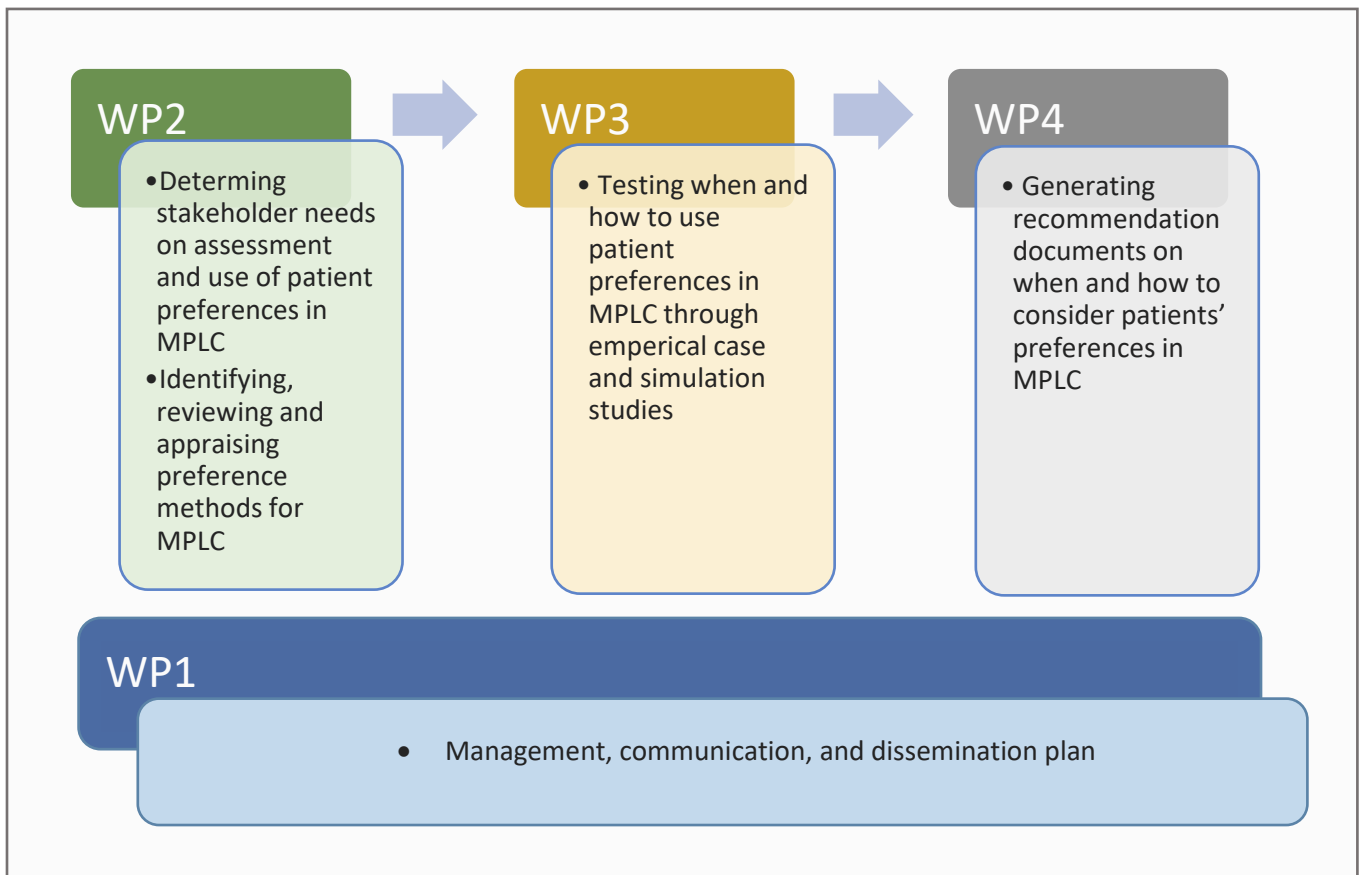 WP2
•Determing
stakeholder needs
on assessment
and use of patient
preferences in
MPLC
•Identifying,
reviewing and
appraising
preference
methods for
MPLC
WP3
• Testing when and
how to use
patient
preferences in
MPLC through
emperical case
and simulation
studies
WP4
• Generating
recommendation
documents on
when and how to
consider patients’
preferences in
MPLC
WP1
• Management, communication, and dissemination plan